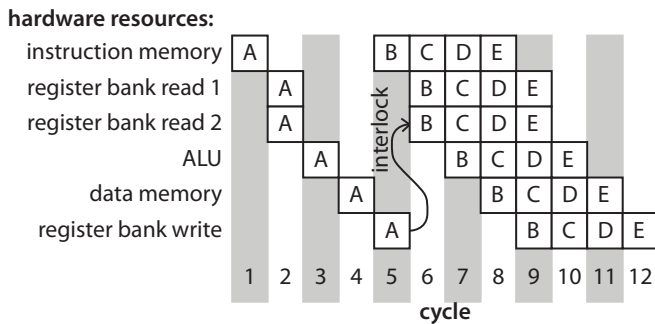 hardware resources:
instruction memory A B C D E
register bank read 1 A B C D E
register bank read 2 A B C D E
interlock
ALU A B C D E
data memory A B C D E
register bank write A B C D E
1 2 3 4 5 6 7 8 9 10 11 12
cycle